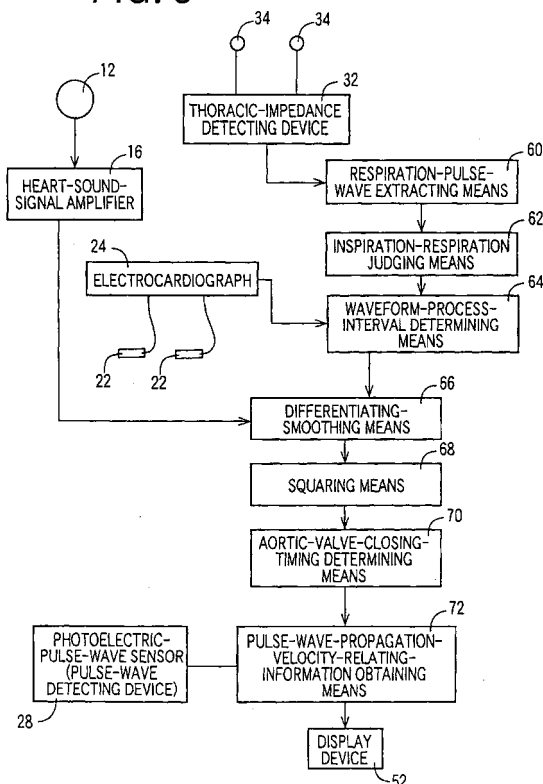 34
34
12
32
THORACIC-IMPEDANCE
DETECTING DEVICE
16
60
HEART-SOUND-
SIGNAL AMPLIFIER
RESPIRATION-PULSE-
WAVE EXTRACTING MEANS
62
24
INSPIRATION-RESPIRATION
JUDGING MEANS
64
ELECTROCARDIOGRAPH
WAVEFORM-PROCESS-
INTERVAL DETERMINING
MEANS
22
22
66
DIFFERENTIATING-
SMOOTHING MEANS
68
SQUARING MEANS
70
AORTIC-VALVE-CLOSING-
TIMING DETERMINING
MEANS
72
PHOTOELECTRIC-
PULSE-WAVE SENSOR
(PULSE-WAVE
DETECTING DEVICE)
PULSE-WAVE-PROPAGATION-
VELOCITY-RELATING-
INFORMATION OBTAINING
MEANS
28
DISPLAY
DEVICE
52